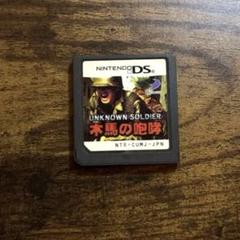 NINTENDO DS
UNKNOWN SOLDIER
木馬の咆哮
NTR-CUMJ-JPN